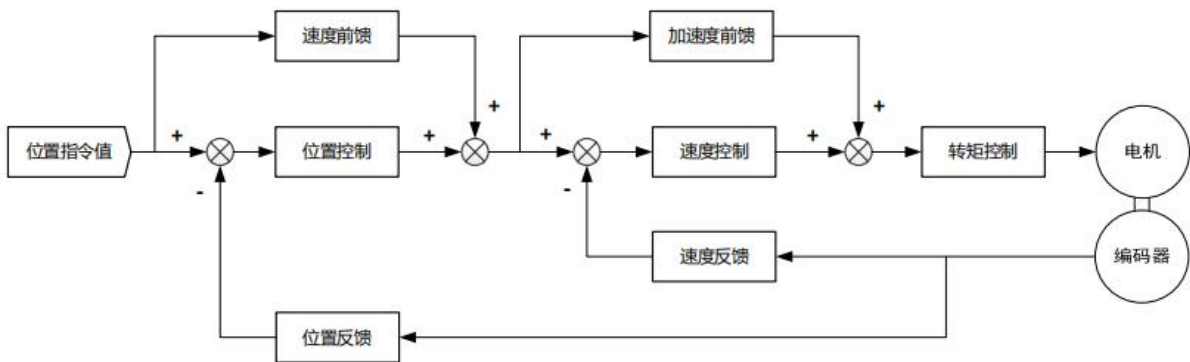 速度前馈
加速度前馈
+
+
位置指令值
+
位置控制
+
+
速度控制
+
转矩控制
电机
-
-
速度反馈
编码器
位置反馈